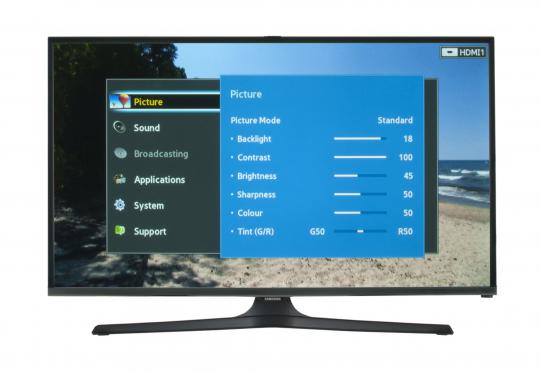 HDMI1
Picture
Sound
Broadcasting
Applications
System
Support
Picture
Picture Mode Standard
• Backlight 18
• Contrast 100
• Brightness 45
• Sharpness 50
• Colour 50
• Tint (G/R) G50 R50
SAMSUNG